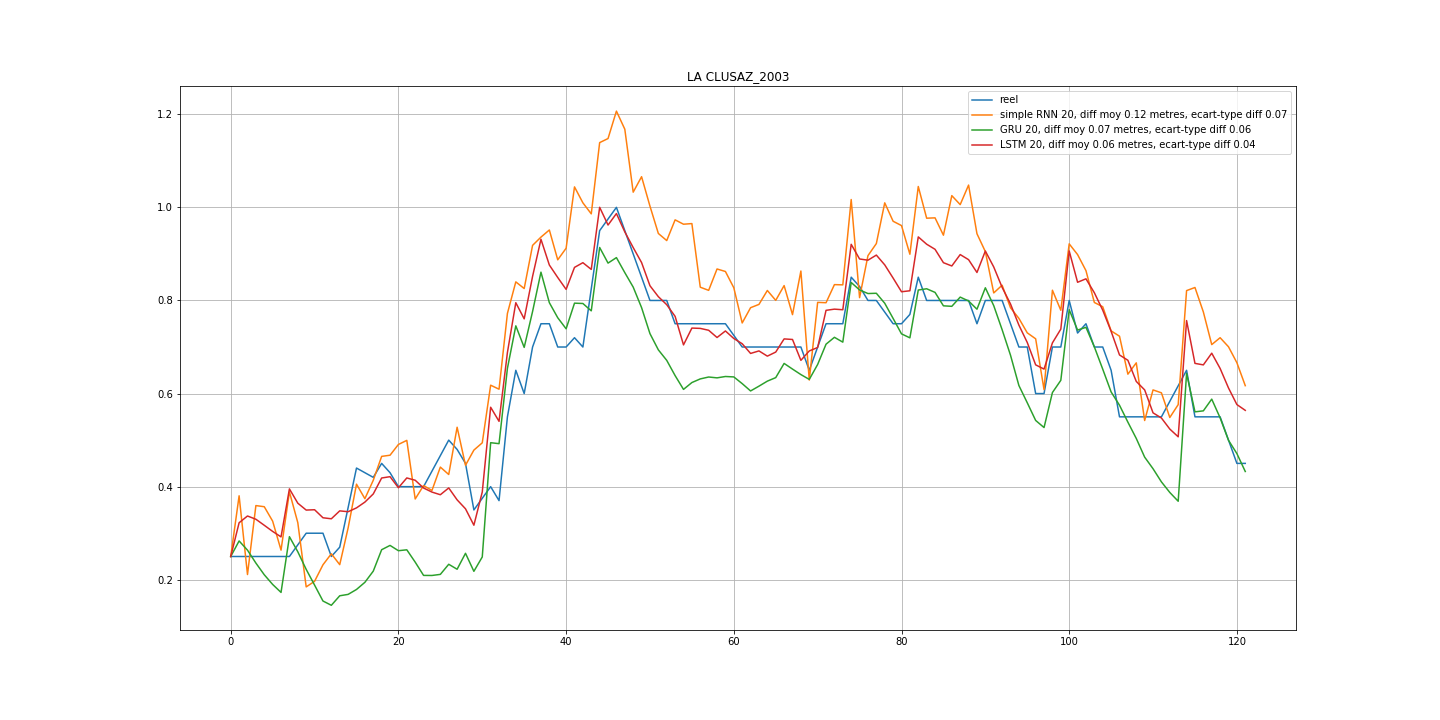 LA CLUSAZ_2003
reel
simple RNN 20, diff moy 0.12 metres, ecart-type diff 0.07
GRU 20, diff moy 0.07 metres, ecart-type diff 0.06
LSTM 20, diff moy 0.06 metres, ecart-type diff 0.04
1.2
1.0
0.8
0.6
0.4
0.2
0 20 40 60 80 100 120